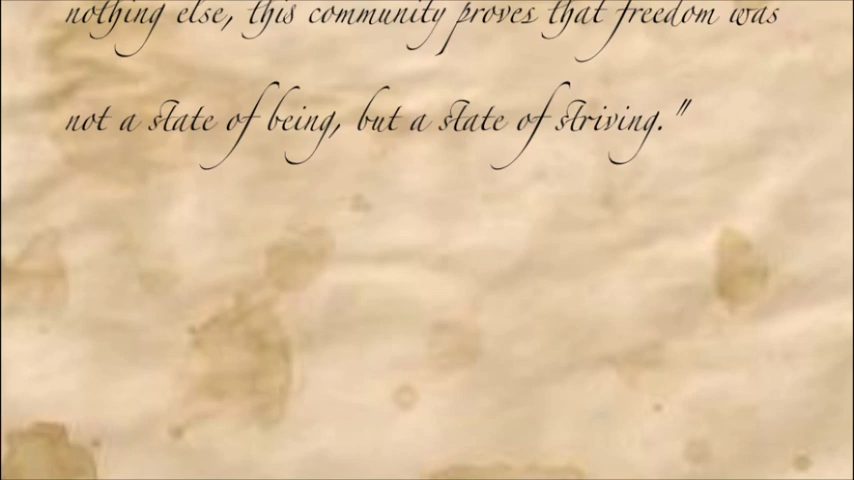 nothing else, this community proves that freedom was
not a state of being, but a state of striving."